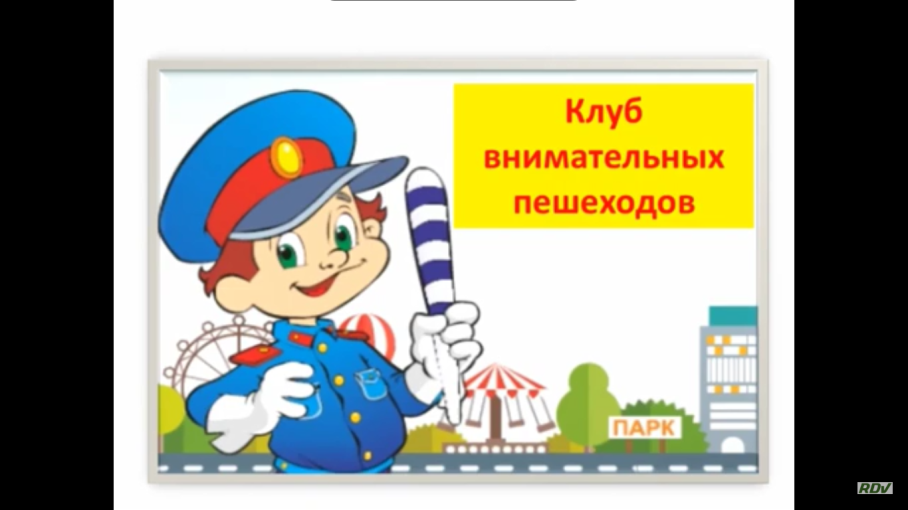 Клуб
внимательных
пешеходов
ПАРК
RDV